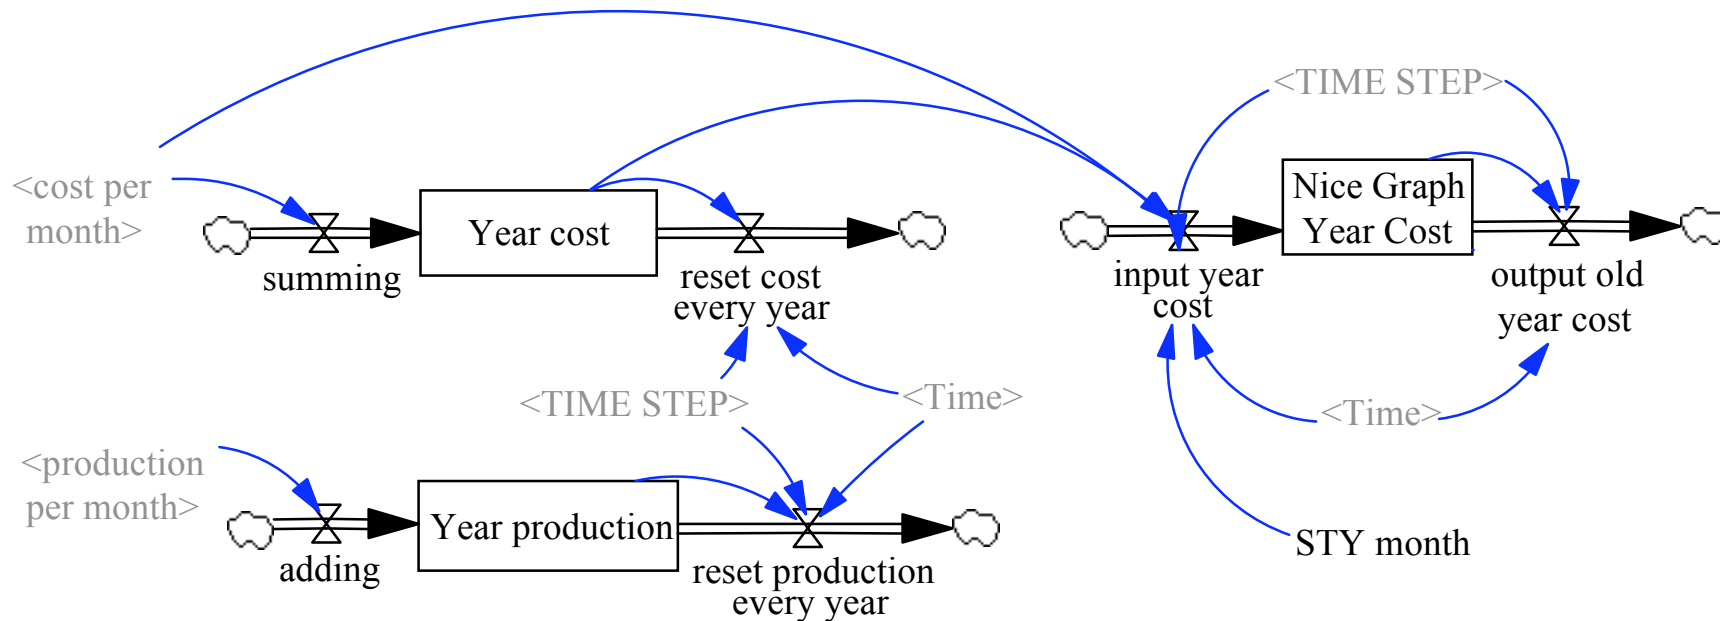 <TIME STEP>
<cost per
month>
Year cost
summing
reset cost
every year
Nice Graph
Year Cost
input year
cost
output old
year cost
<TIME STEP>
<Time>
<Time>
<production
per month>
Year production
adding
reset production
every year
STY month